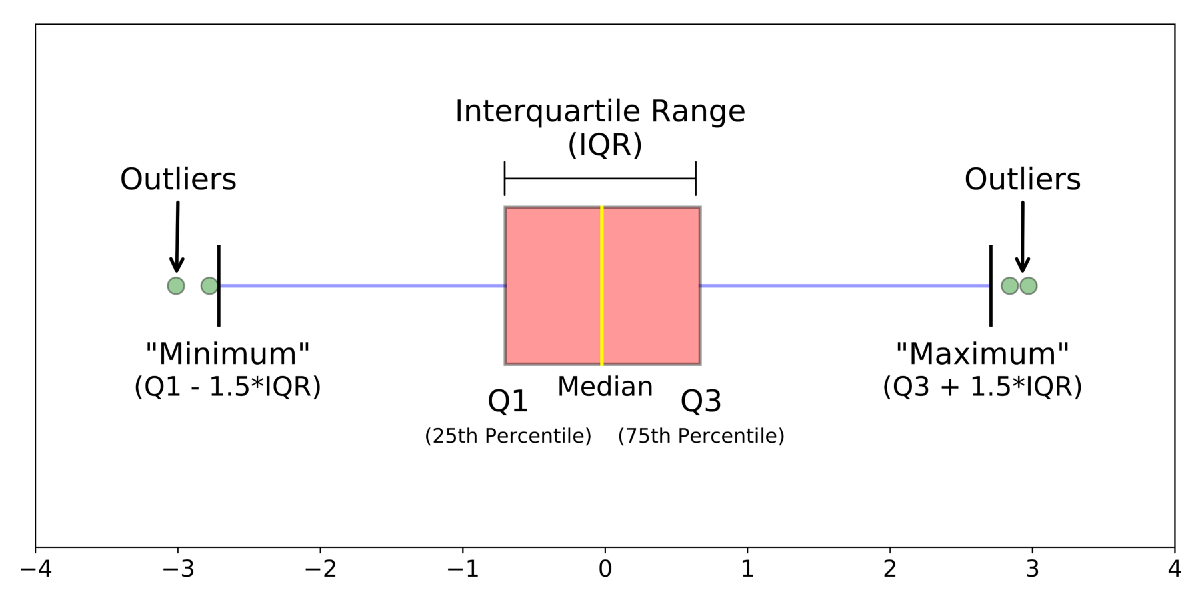 Interquartile Range
(IQR)
Outliers
Outliers
"Minimum"
(Q1 - 1.5*IQR)
"Maximum"
(Q3 + 1.5*IQR)
Median
Q1
Q3
(25th Percentile)
(75th Percentile)
−4
−3
−2
−1
0
1
2
3
4